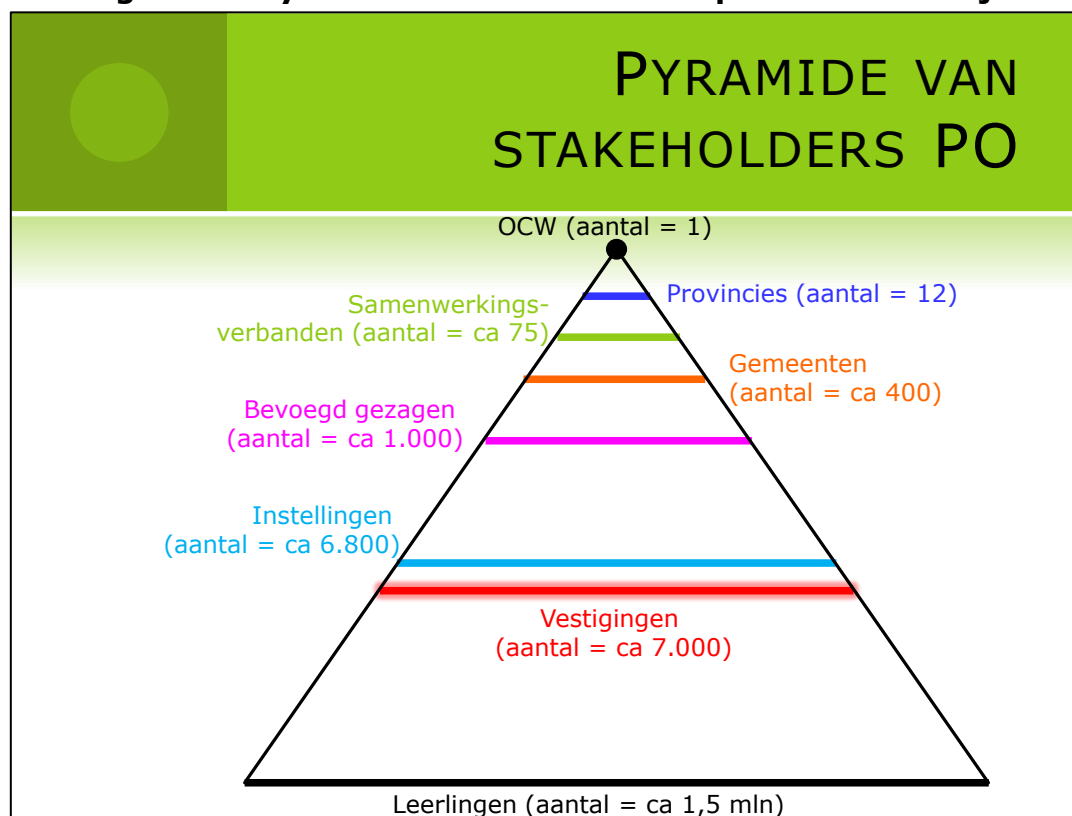 PYRAMIDE VAN
STAKEHOLDERS PO
OCW (aantal = 1)
Provincies (aantal = 12)
Samenwerkings-
verbanden (aantal = ca 75)
Gemeenten
(aantal = ca 400)
Bevoegd gezagen
(aantal = ca 1.000)
Instellingen
(aantal = ca 6.800)
Vestigingen
(aantal = ca 7.000)
Leerlingen (aantal = ca 1,5 mln)